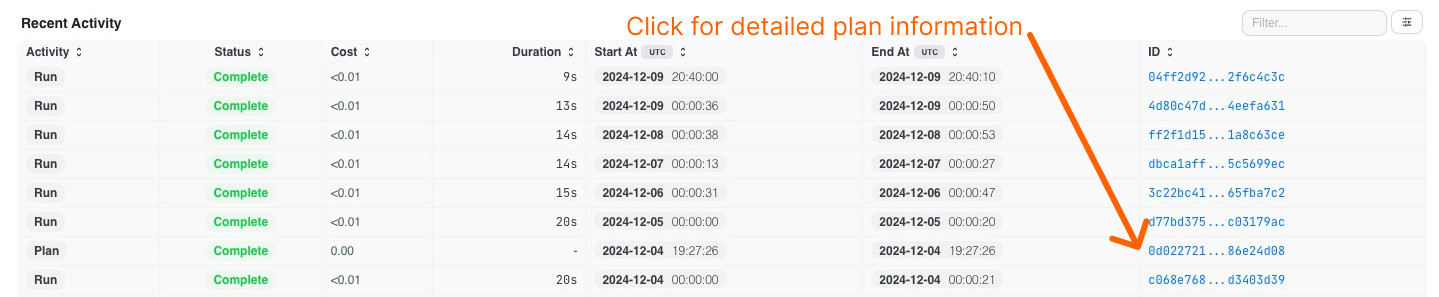 Recent Activity
Click for detailed plan information
Filter...
Activity Status Cost Duration Start At UTC End At UTC ID
Run Complete <0.01 9s 2024-12-09 20:40:00 2024-12-09 20:40:10 04ff2d92...2f6c4c3c
Run Complete <0.01 13s 2024-12-09 00:00:36 2024-12-09 00:00:50 4d80c47d...4eefa631
Run Complete <0.01 14s 2024-12-08 00:00:38 2024-12-08 00:00:53 ff2f1d15...1a8c63ce
Run Complete <0.01 14s 2024-12-07 00:00:13 2024-12-07 00:00:27 dbca1aff...5c5699ec
Run Complete <0.01 15s 2024-12-06 00:00:31 2024-12-06 00:00:47 3c22bc41...65fba7c2
Run Complete <0.01 20s 2024-12-05 00:00:00 2024-12-05 00:00:20 d77bd375...c03179ac
Plan Complete 0.00 - 2024-12-04 19:27:26 2024-12-04 19:27:26 0d022721...86e24d08
Run Complete <0.01 20s 2024-12-04 00:00:00 2024-12-04 00:00:21 c068e768...d3403d39